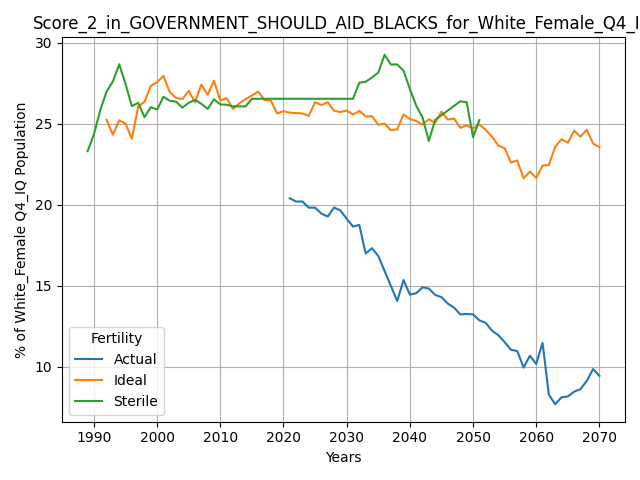 Score_2_in_GOVERNMENT_SHOULD_AID_BLACKS_for_White_Female_Q4_I
% of White_Female Q4_IQ Population
30
25
20
15
10
Fertility
Actual
Ideal
Sterile
1990 2000 2010 2020 2030 2040 2050 2060 2070
Years